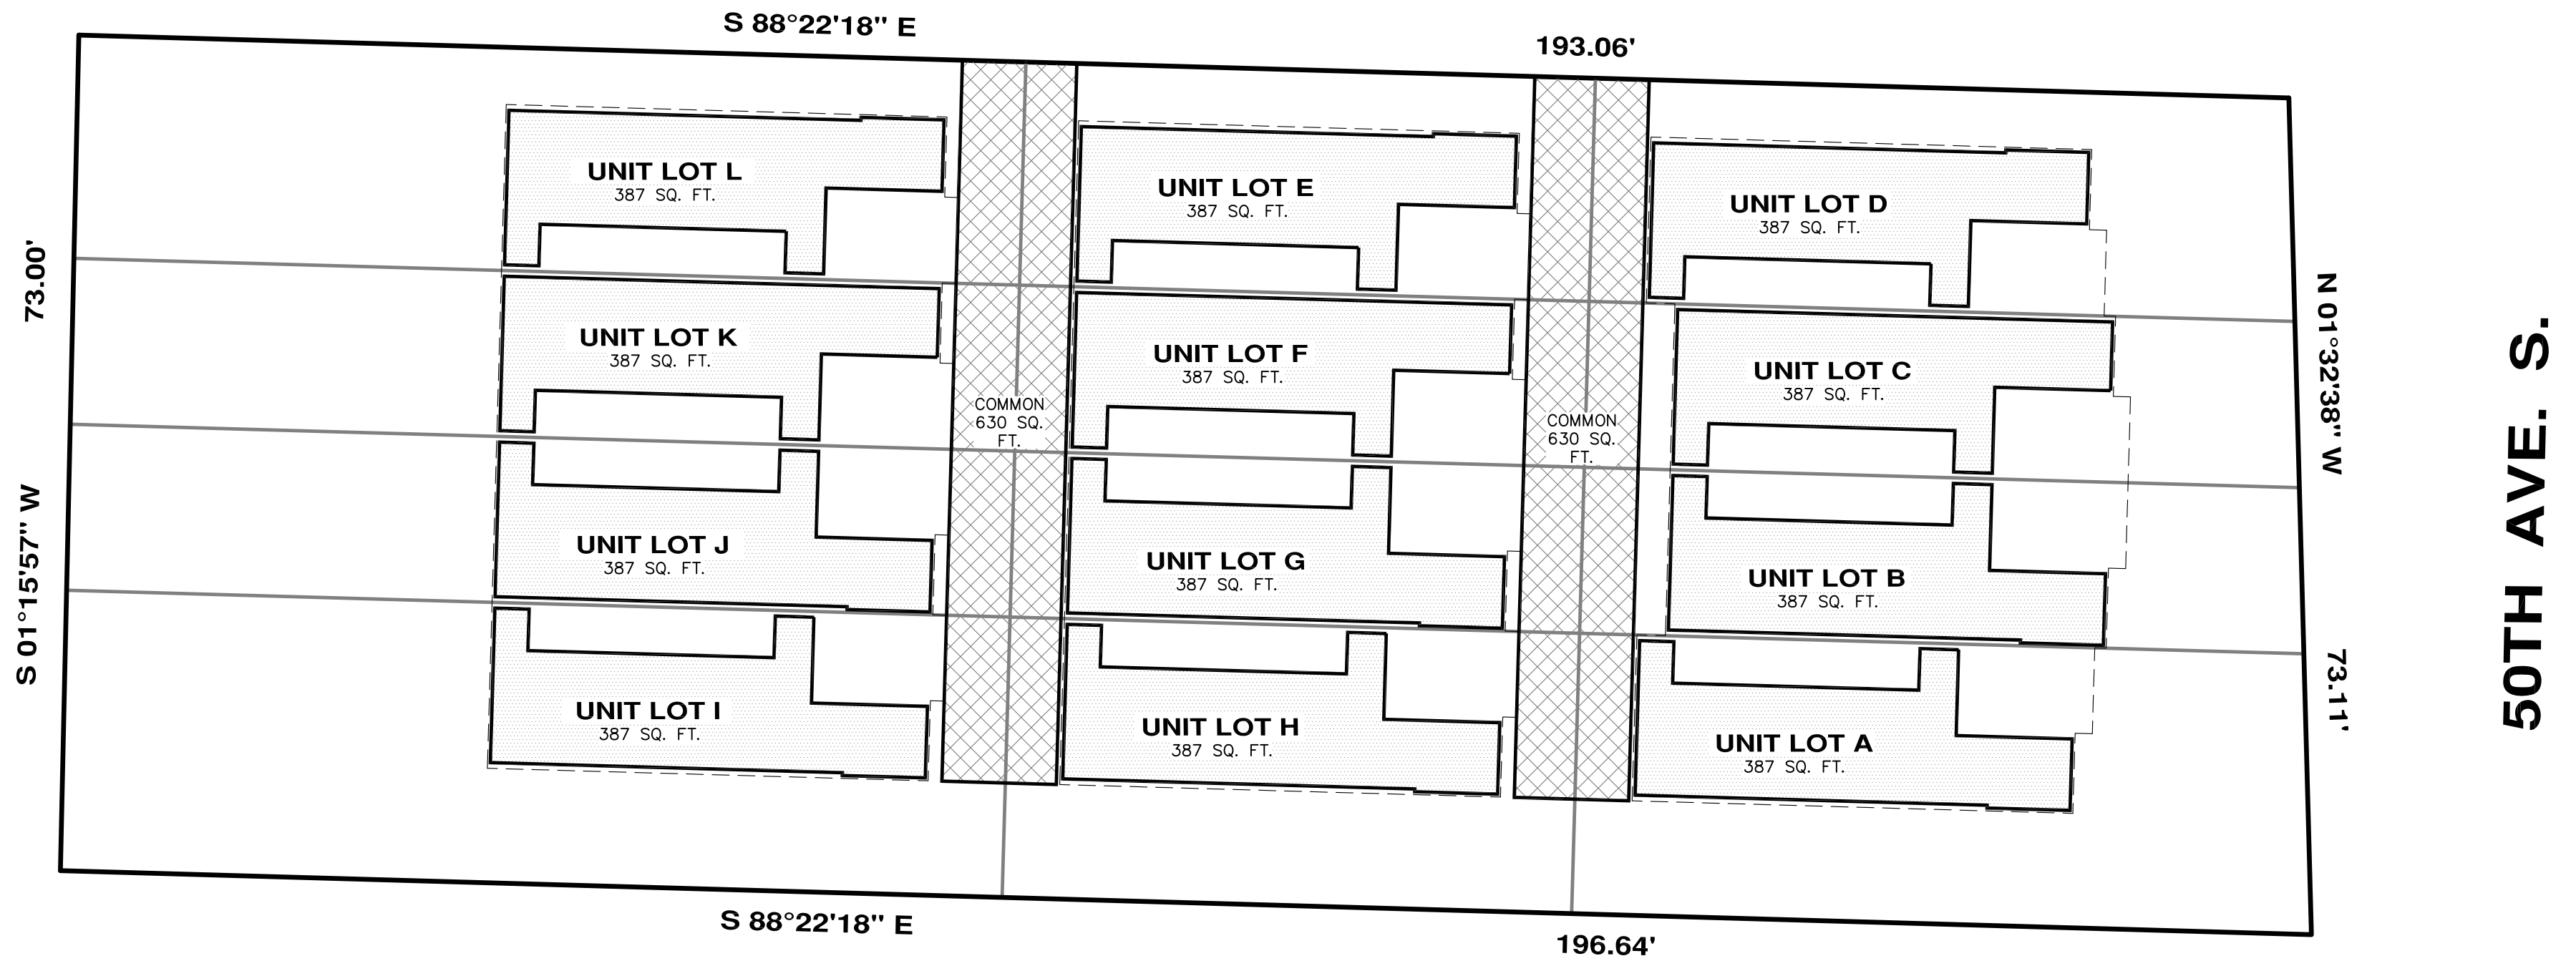 S 88°22'18" E
193.06'
UNIT LOT L
387 SQ. FT.
UNIT LOT E
387 SQ. FT.
UNIT LOT D
387 SQ. FT.
73.00'
S 01°15'57" W
UNIT LOT K
387 SQ. FT.
UNIT LOT F
387 SQ. FT.
UNIT LOT C
387 SQ. FT.
N 01°32'38" W
73.11'
50TH AVE. S.
COMMON
630 SQ.
FT.
COMMON
630 SQ.
FT.
UNIT LOT J
387 SQ. FT.
UNIT LOT G
387 SQ. FT.
UNIT LOT B
387 SQ. FT.
UNIT LOT I
387 SQ. FT.
UNIT LOT H
387 SQ. FT.
UNIT LOT A
387 SQ. FT.
S 88°22'18" E
196.64'